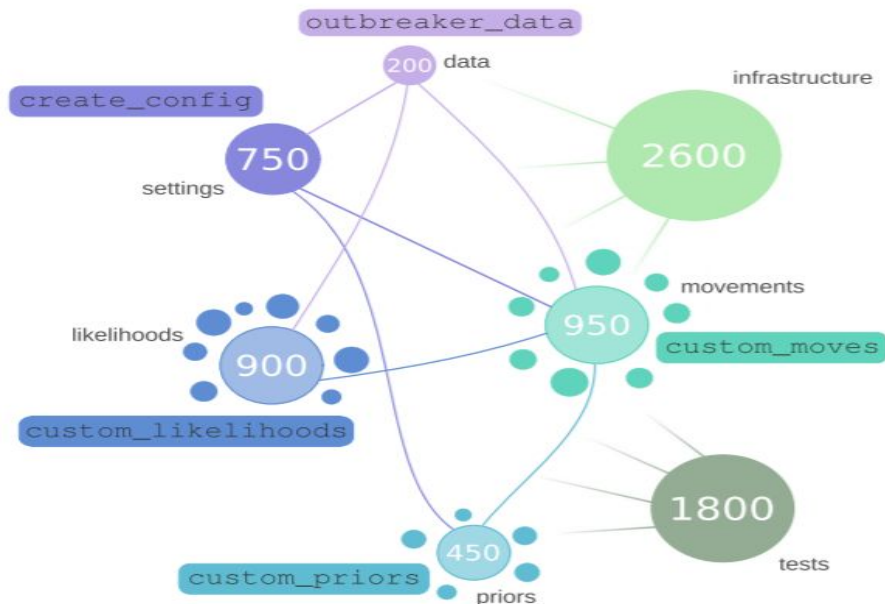 outbreaker_data
200 data
infrastructure
create_config
2600
750
settings
movements
likelihoods
950
custom_moves
900
custom_likelihoods
1800
450
tests
custom_priors
priors